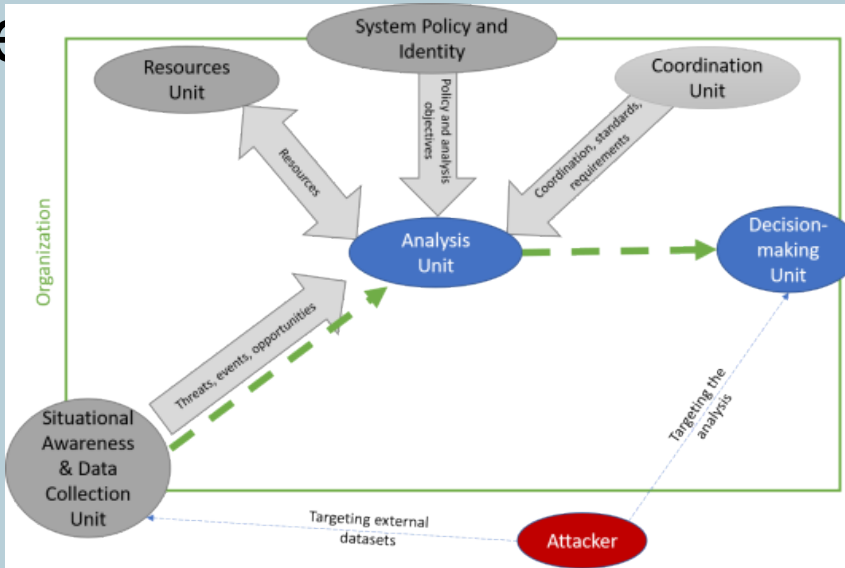 System Policy and
Identity
Resources
Unit
Coordination
Unit
Policy and analysis
objectives
Resources
Coordination, standards,
requirements
Organization
Analysis
Unit
Decision-
making
Unit
Threats, events, opportunities
Situational
Awareness
& Data
Collection
Unit
Targeting the
analysis
Targeting external
datasets
Attacker